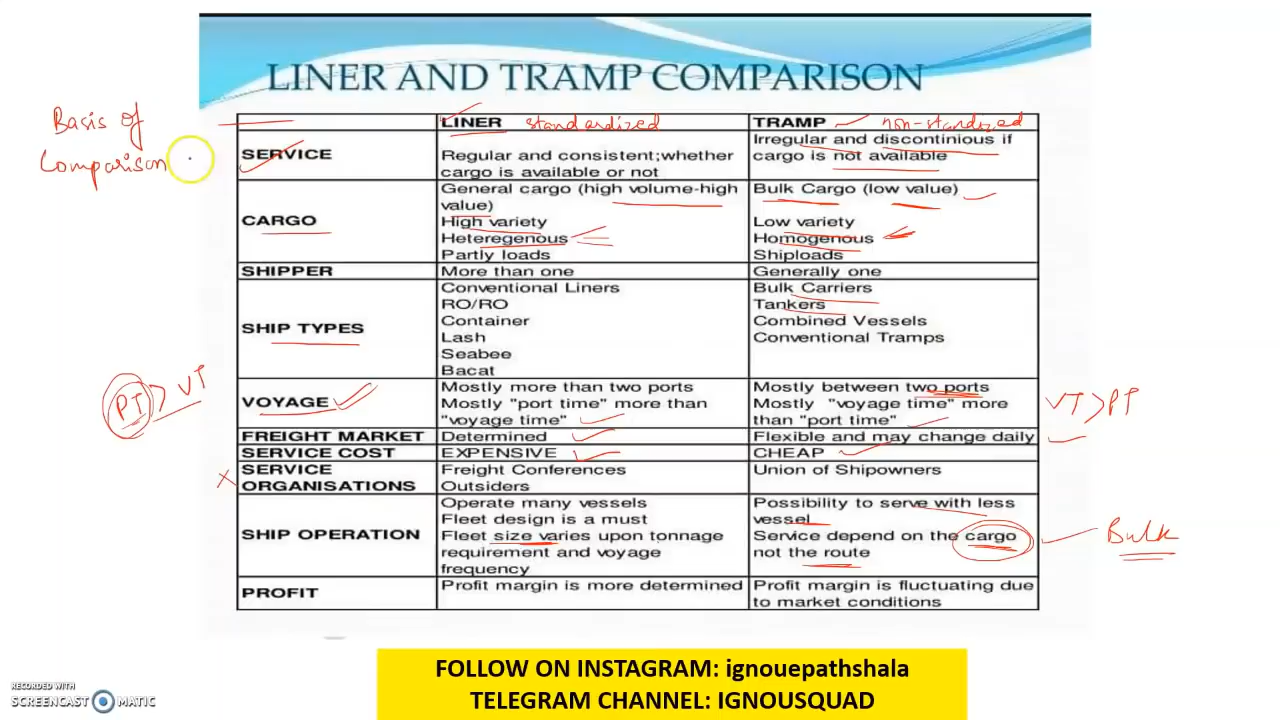 LINER AND TRAMP COMPARISON
Basis of
Comparison
LINER standardized
TRAMP non-standized
SERVICE
Regular and consistent;whether
cargo is available or not
Irregular and discontinious if
cargo is not available
CARGO
General cargo (high volume-high
value)
High variety
Heteregenous
Partly loads
Bulk Cargo (low value)
Low variety
Homogenous
Shiploads
SHIPPER
More than one
Generally one
SHIP TYPES
Conventional Liners
RO/RO
Container
Lash
Seabee
Bacat
Bulk Carriers
Tankers
Combined Vessels
Conventional Tramps
PT > VT
VOYAGE
Mostly more than two ports
Mostly "port time" more than
"voyage time"
Mostly between two ports
Mostly "voyage time" more
than "port time"
VT > PT
FREIGHT MARKET
Determined
Flexible and may change daily
SERVICE COST
EXPENSIVE
CHEAP
SERVICE
ORGANISATIONS
Freight Conferences
Outsiders
Union of Shipowners
SHIP OPERATION
Operate many vessels
Fleet design is a must
Fleet size varies upon tonnage
requirement and voyage
frequency
Possibility to serve with less
vessel
Service depend on the cargo
not the route
Bulk
PROFIT
Profit margin is more determined
Profit margin is fluctuating due
to market conditions
FOLLOW ON INSTAGRAM: ignouepathshala
TELEGRAM CHANNEL: IGNOUSQUAD
RECORDED WITH
SCREENCAST MATIC